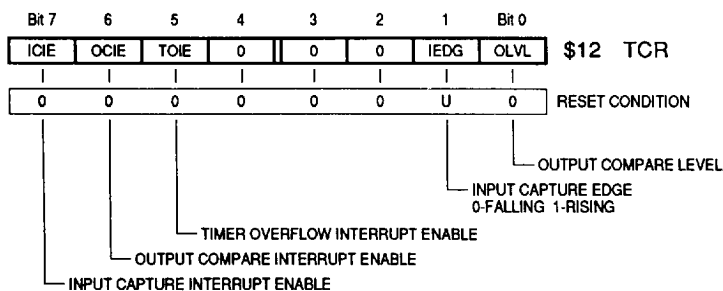 Bit 7 6 5 4 3 2 1 Bit 0
ICIE OCIE TOIE 0 0 0 IEDG OLVL $12 TCR
0 0 0 0 0 0 U 0 RESET CONDITION
OUTPUT COMPARE LEVEL
INPUT CAPTURE EDGE
0-FALLING 1-RISING
TIMER OVERFLOW INTERRUPT ENABLE
OUTPUT COMPARE INTERRUPT ENABLE
INPUT CAPTURE INTERRUPT ENABLE